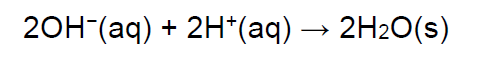 2OH⁻(aq) + 2H⁺(aq) → 2H₂O(s)